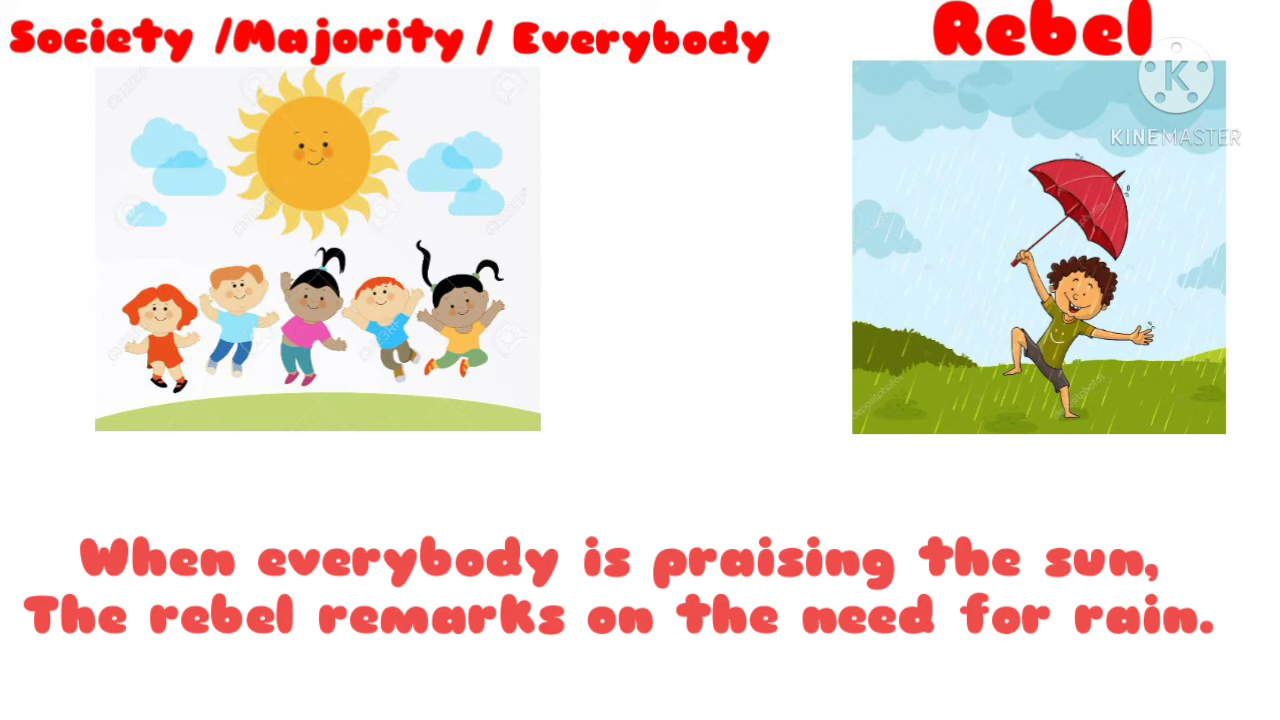 Society /Majority/ Everybody
Rebel
K
KINEMASTER
When everybody is praising the sun,
The rebel remarks on the need for rain.